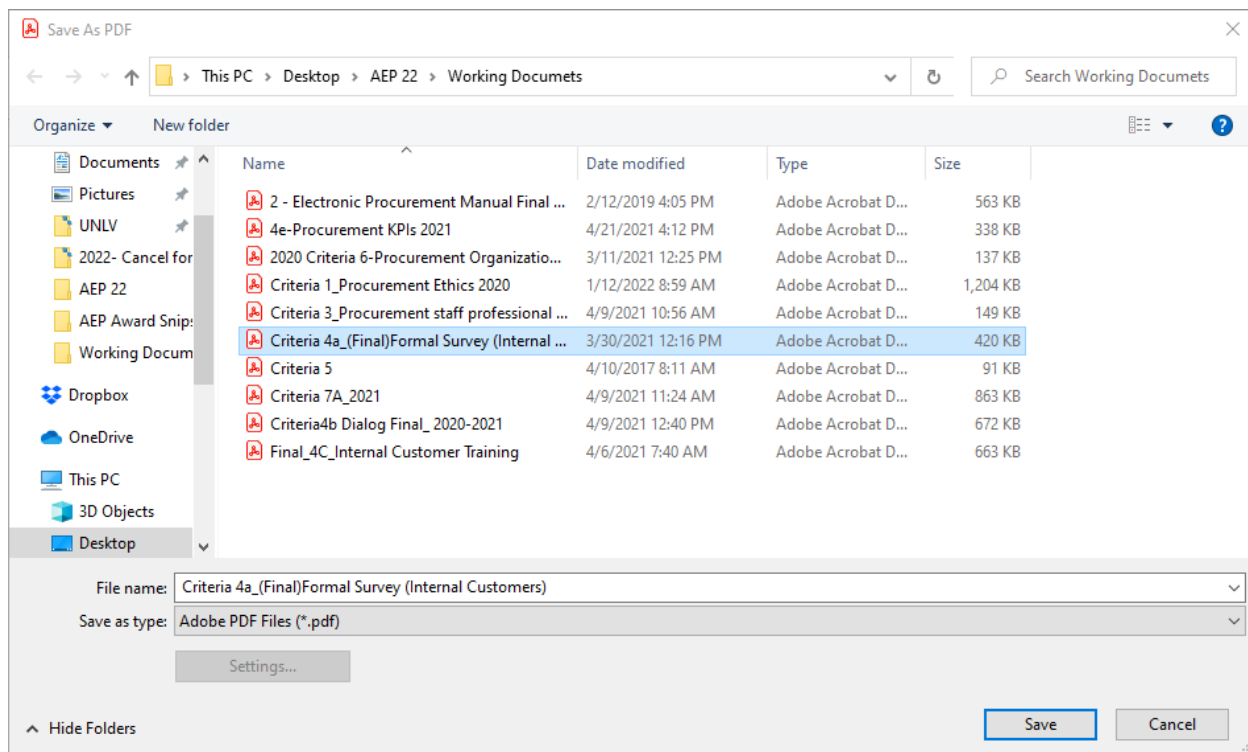 Save As PDF
This PC > Desktop > AEP 22 > Working Documets
Search Working Documets
Organize
New folder
Documents
Pictures
UNLV
2022- Cancel for
AEP 22
AEP Award Snips
Working Docum
Dropbox
OneDrive
This PC
3D Objects
Desktop
Name Date modified Type Size
2 - Electronic Procurement Manual Final ... 2/12/2019 4:05 PM Adobe Acrobat D... 563 KB
4e-Procurement KPIs 2021 4/21/2021 4:12 PM Adobe Acrobat D... 338 KB
2020 Criteria 6-Procurement Organizatio... 3/11/2021 12:25 PM Adobe Acrobat D... 137 KB
Criteria 1_Procurement Ethics 2020 1/12/2022 8:59 AM Adobe Acrobat D... 1,204 KB
Criteria 3_Procurement staff professional ... 4/9/2021 10:56 AM Adobe Acrobat D... 149 KB
Criteria 4a_(Final)Formal Survey (Internal ... 3/30/2021 12:16 PM Adobe Acrobat D... 420 KB
Criteria 5 4/10/2017 8:11 AM Adobe Acrobat D... 91 KB
Criteria 7A_2021 4/9/2021 11:24 AM Adobe Acrobat D... 863 KB
Criteria4b Dialog Final_ 2020-2021 4/9/2021 12:40 PM Adobe Acrobat D... 672 KB
Final_4C_Internal Customer Training 4/6/2021 7:40 AM Adobe Acrobat D... 663 KB
File name: Criteria 4a_(Final)Formal Survey (Internal Customers)
Save as type: Adobe PDF Files (*.pdf)
Settings...
Hide Folders
Save
Cancel